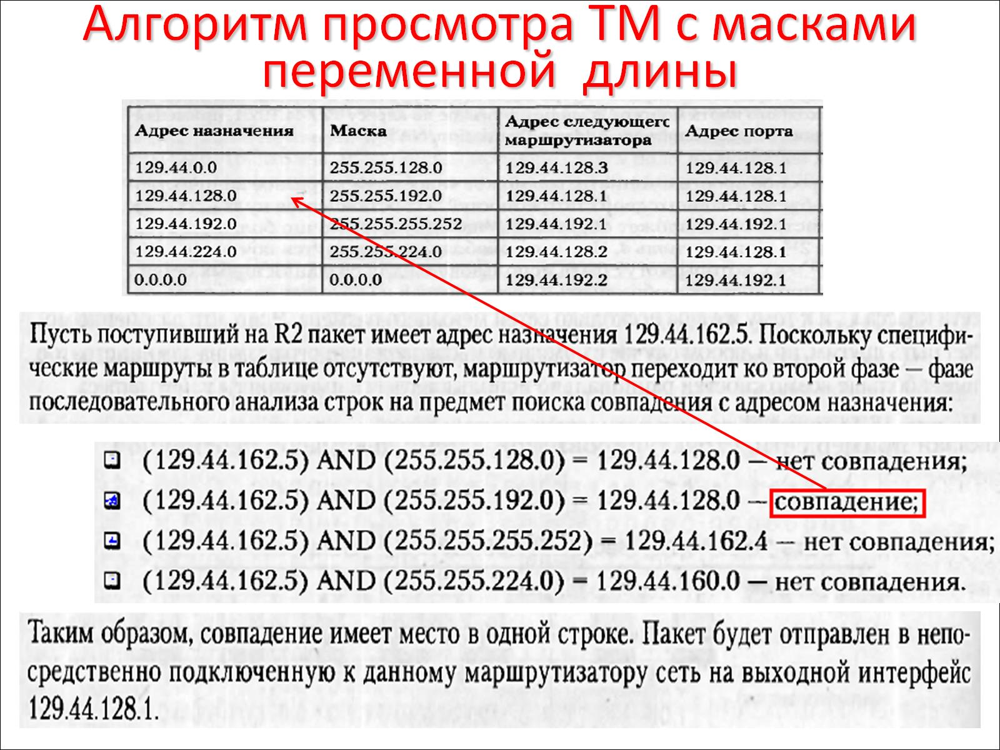 Алгоритм просмотра ТМ с масками
переменной длины
Адрес назначения Маска Адрес следующегс маршрутизатора Адрес порта
129.44.0.0 255.255.128.0 129.44.128.3 129.44.128.1
129.44.128.0 255.255.192.0 129.44.128.1 129.44.128.1
129.44.192.0 255.255.255.252 129.44.192.1 129.44.192.1
129.44.224.0 255.255.224.0 129.44.128.2 129.44.128.1
0.0.0.0 0.0.0.0 129.44.192.2 129.44.192.1
Пусть поступивший на R2 пакет имеет адрес назначения 129.44.162.5. Поскольку специфи-
ческие маршруты в таблице отсутствуют, маршрутизатор переходит ко второй фазе — фазе
последовательного анализа строк на предмет поиска совпадения с адресом назначения:
(129.44.162.5) AND (255.255.128.0) = 129.44.128.0 — нет совпадения;
(129.44.162.5) AND (255.255.192.0) = 129.44.128.0 — совпадение;
(129.44.162.5) AND (255.255.255.252) = 129.44.162.4 — нет совпадения;
(129.44.162.5) AND (255.255.224.0) = 129.44.160.0 — нет совпадения.
Таким образом, совпадение имеет место в одной строке. Пакет будет отправлен в непо-
средственно подключенную к данному маршрутизатору сеть на выходной интерфейс
129.44.128.1.